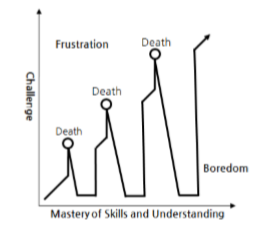 Frustration
Death
Death
Death
Challenge
Boredom
Mastery of Skills and Understanding